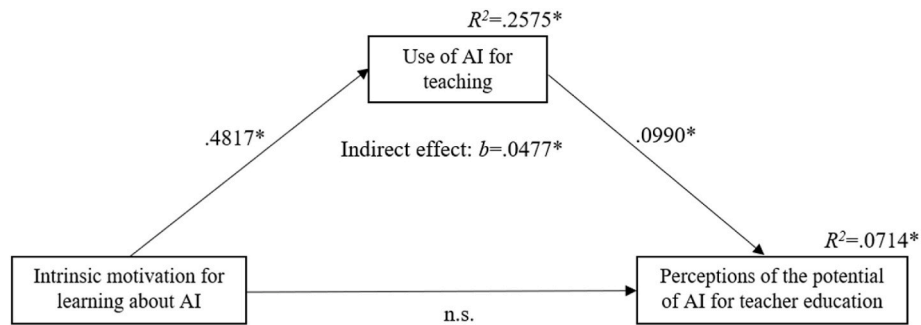 R²=.2575*
Use of AI for
teaching
.4817*
Indirect effect: b=.0477*
.0990*
R²=.0714*
Intrinsic motivation for
learning about AI
n.s.
Perceptions of the potential
of AI for teacher education